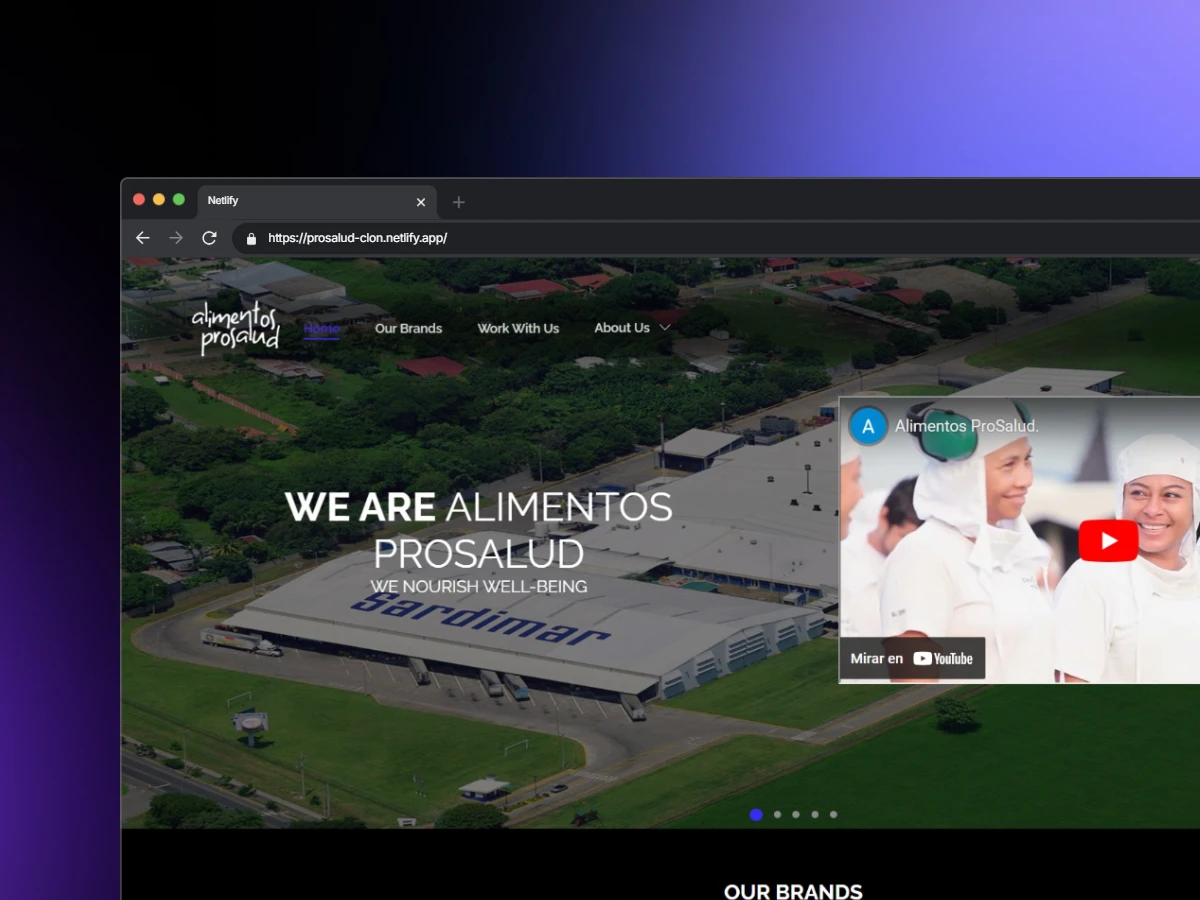 Netlify
https://prosalud-clon.netlify.app/
alimentos
prosalud
Home
Our Brands
Work With Us
About Us
A
Alimentos ProSalud.
WE ARE ALIMENTOS
PROSALUD
WE NOURISH WELL-BEING
Sardimar
Mirar en YouTube
OUR BRANDS